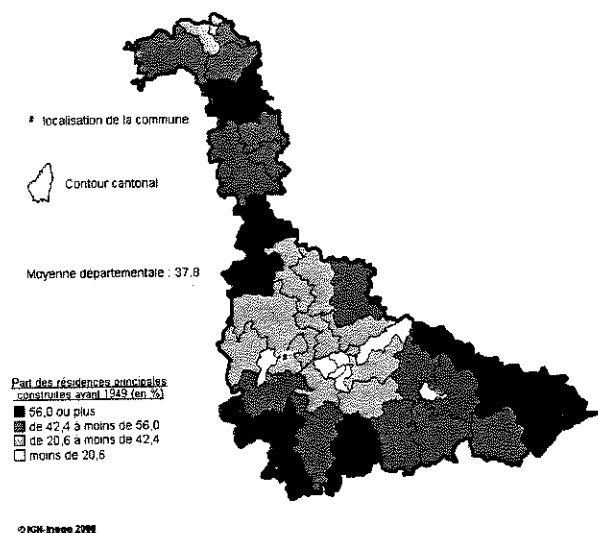 * localisation de la commune
Contour cantonal
Moyenne départementale : 37,8
Part des résidences principales
construites avant 1949 (en %)
56,0 ou plus
de 42,4 à moins de 56,0
de 20,6 à moins de 42,4
moins de 20,6
© IGN-Insee